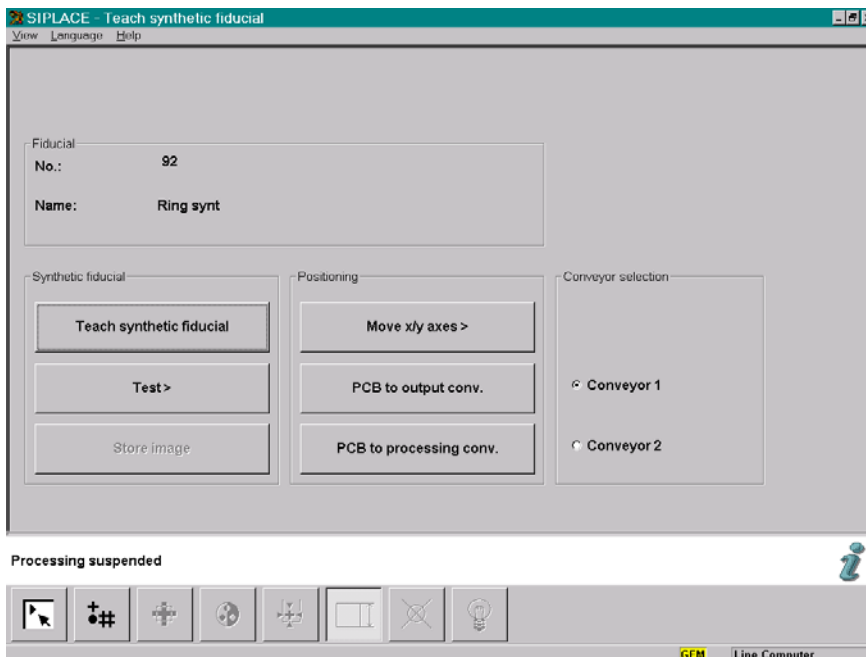 SIPLACE - Teach synthetic fiducial
View Language Help
Fiducial
No.: 92
Name: Ring synt
Synthetic fiducial
Positioning
Conveyor selection
Teach synthetic fiducial
Move x/y axes >
Test >
PCB to output conv.
Conveyor 1
Store image
PCB to processing conv.
Conveyor 2
Processing suspended
GEM Line Computer